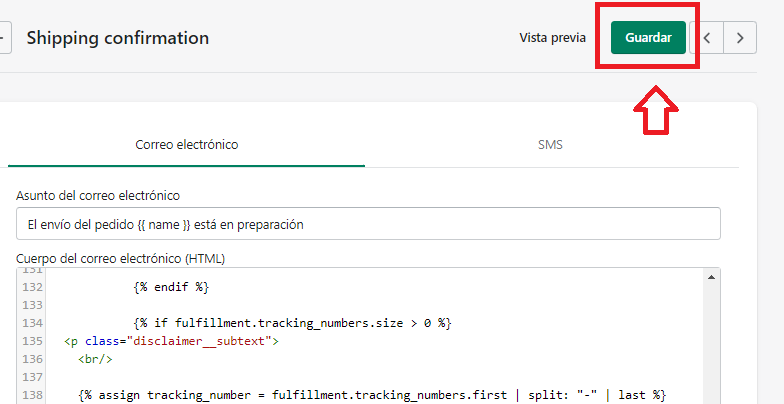 Shipping confirmation
Vista previa
Guardar
Correo electrónico
SMS
Asunto del correo electrónico
El envío del pedido {{ name }} está en preparación
Cuerpo del correo electrónico (HTML)
131
132 {% endif %}
133
134 {% if fulfillment.tracking_numbers.size > 0 %}
135 <p class="disclaimer__subtext">
136 <br/>
137
138 {% assign tracking_number = fulfillment.tracking_numbers.first | split: "-" | last %}